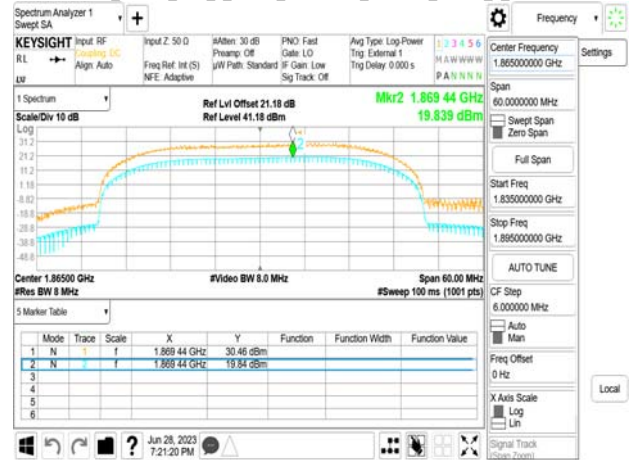 Spectrum Analyzer 1
Swept SA
+
Frequency
KEYSIGHT
RL
Input: RF
Coupling: DC
Align: Auto
Input Z: 50 Ω
Freq Ref: Int (S)
NFE: Adaptive
#Atten: 30 dB
Preamp: Off
µW Path: Standard
PNO: Fast
Gate: LO
IF Gain: Low
Sig Track: Off
Avg Type: Log-Power
Trig: External 1
Trig Delay: 0.000 s
1 2 3 4 5 6
M A W W W W
P A N N N N
LV
1 Spectrum
Scale/Div 10 dB
Ref Lvl Offset 21.18 dB
Ref Level 41.18 dBm
Mkr2 1.869 44 GHz
19.839 dBm
Log
31.2
21.2
11.2
1.18
-8.82
-18.8
-28.8
-38.8
-48.8
2
Center 1.86500 GHz
#Res BW 8 MHz
#Video BW 8.0 MHz
Span 60.00 MHz
#Sweep 100 ms (1001 pts)
5 Marker Table
Mode Trace Scale X Y Function Function Width Function Value
1 N 1 f 1.869 44 GHz 30.46 dBm
2 N 2 f 1.869 44 GHz 19.84 dBm
3
4
5
6
?
Jun 28, 2023
7:21:20 PM
Center Frequency
1.865000000 GHz
Settings
Span
60.0000000 MHz
Swept Span
Zero Span
Full Span
Start Freq
1.835000000 GHz
Stop Freq
1.895000000 GHz
AUTO TUNE
CF Step
6.000000 MHz
Auto
Man
Freq Offset
0 Hz
X Axis Scale
Log
Lin
Local
Signal Track
(Span Zoom)